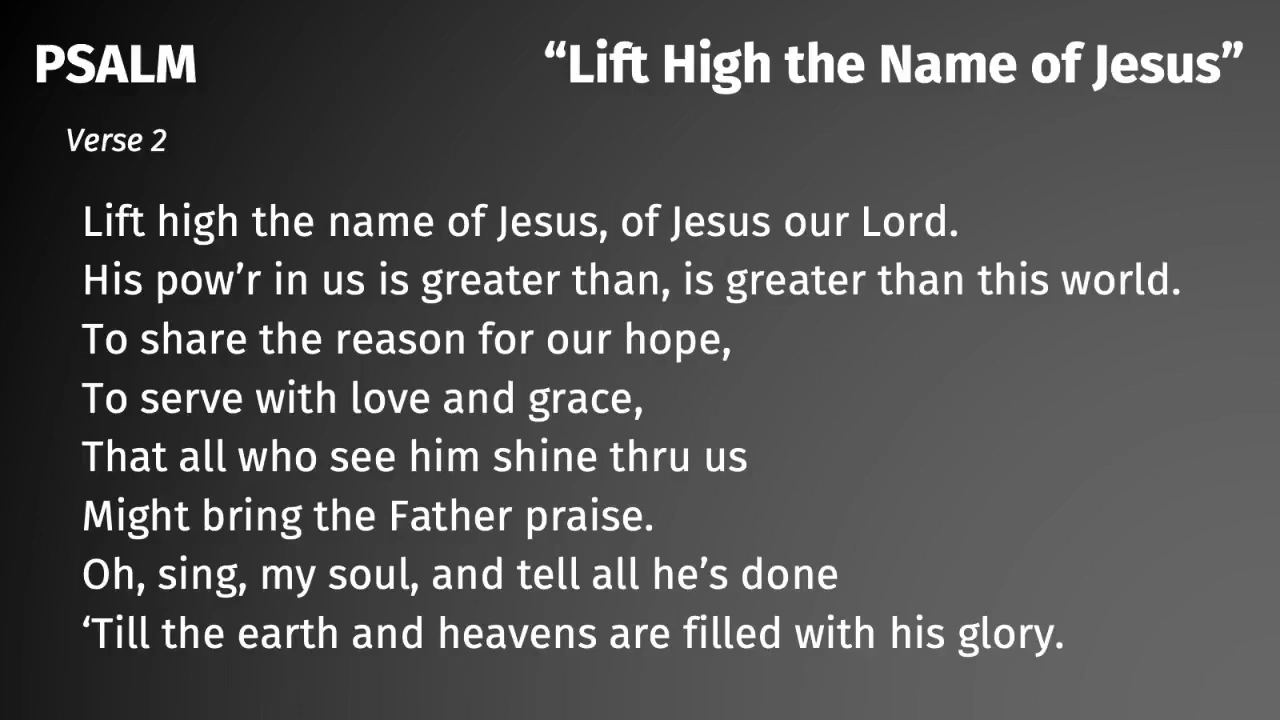 PSALM
“Lift High the Name of Jesus”
Verse 2
Lift high the name of Jesus, of Jesus our Lord.
His pow’r in us is greater than, is greater than this world.
To share the reason for our hope,
To serve with love and grace,
That all who see him shine thru us
Might bring the Father praise.
Oh, sing, my soul, and tell all he’s done
‘Till the earth and heavens are filled with his glory.